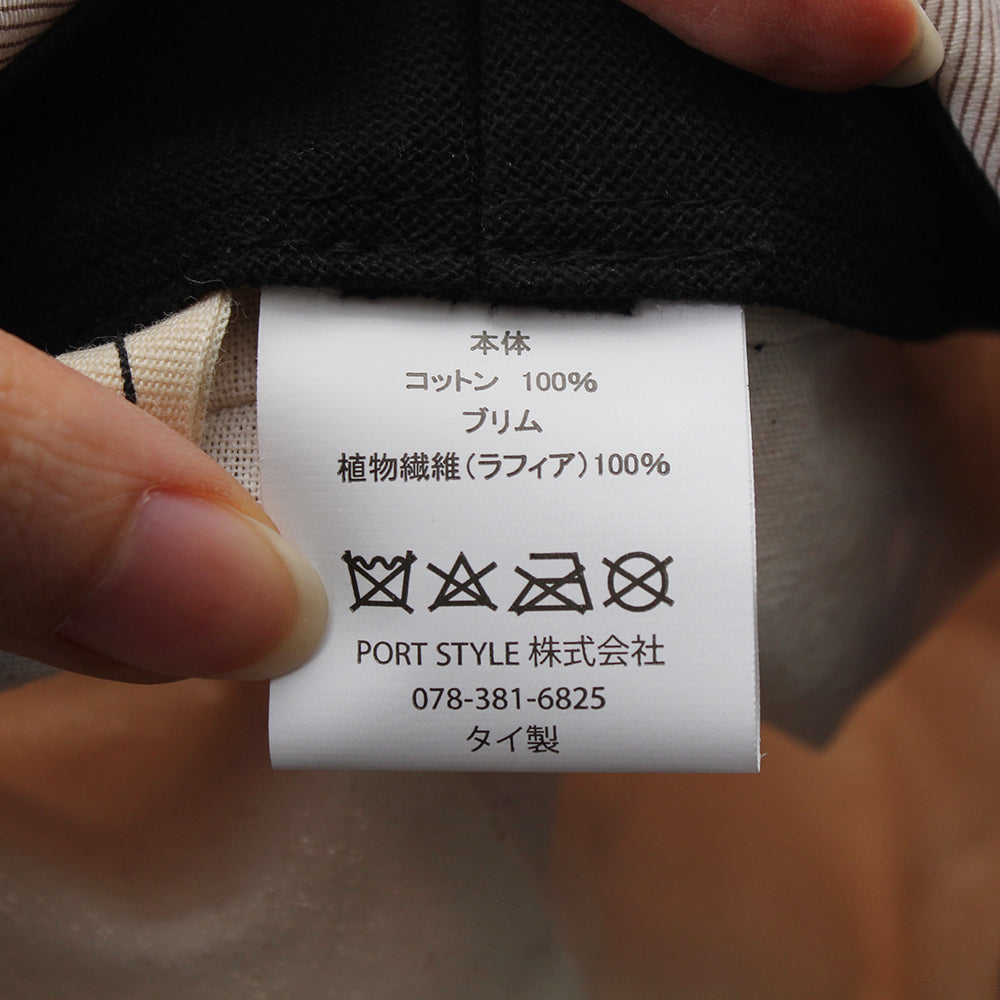 本体
コットン 100%
ブリム
植物繊維(ラフィア)100%
PORT STYLE 株式会社
078-381-6825
タイ製